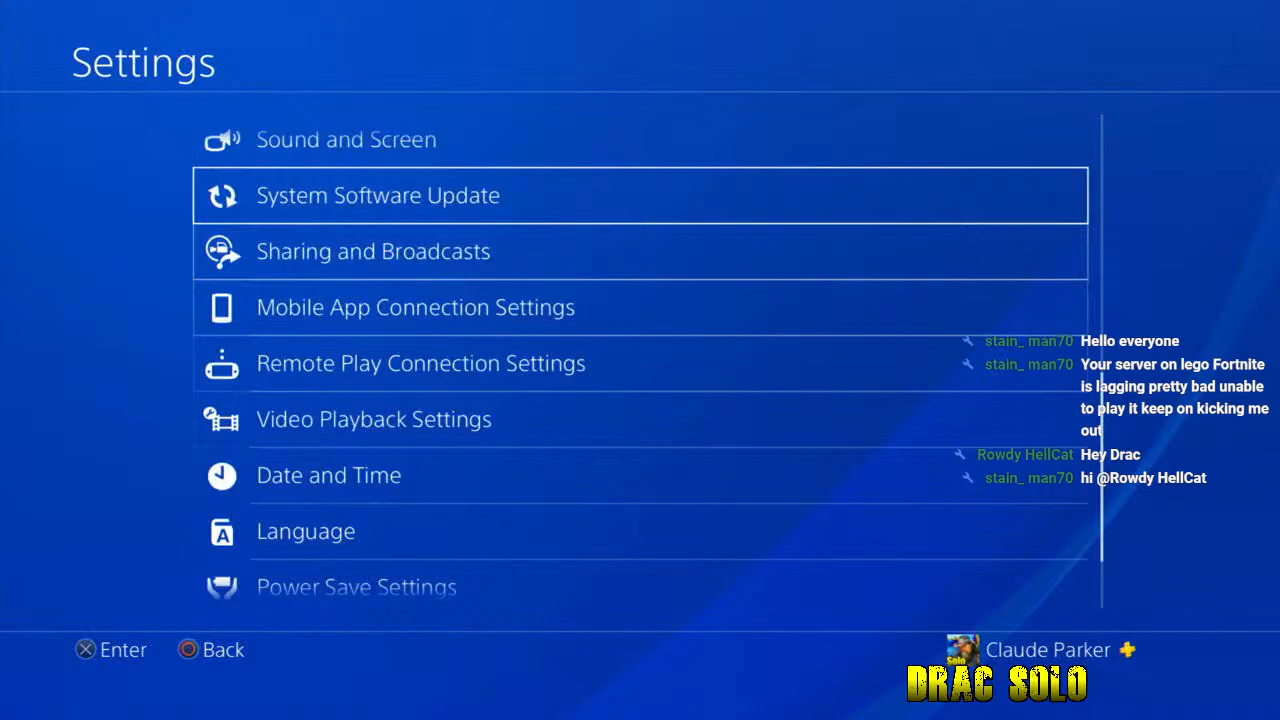 Settings
Sound and Screen
System Software Update
Sharing and Broadcasts
Mobile App Connection Settings
Remote Play Connection Settings
Video Playback Settings
Date and Time
Language
Power Save Settings
stain_ man70 Hello everyone
stain_ man70 Your server on lego Fortnite
is lagging pretty bad unable
to play it keep on kicking me
out
Rowdy HellCat Hey Drac
stain_ man70 hi @Rowdy HellCat
Enter Back
Claude Parker
Solo
DRAC SOLO